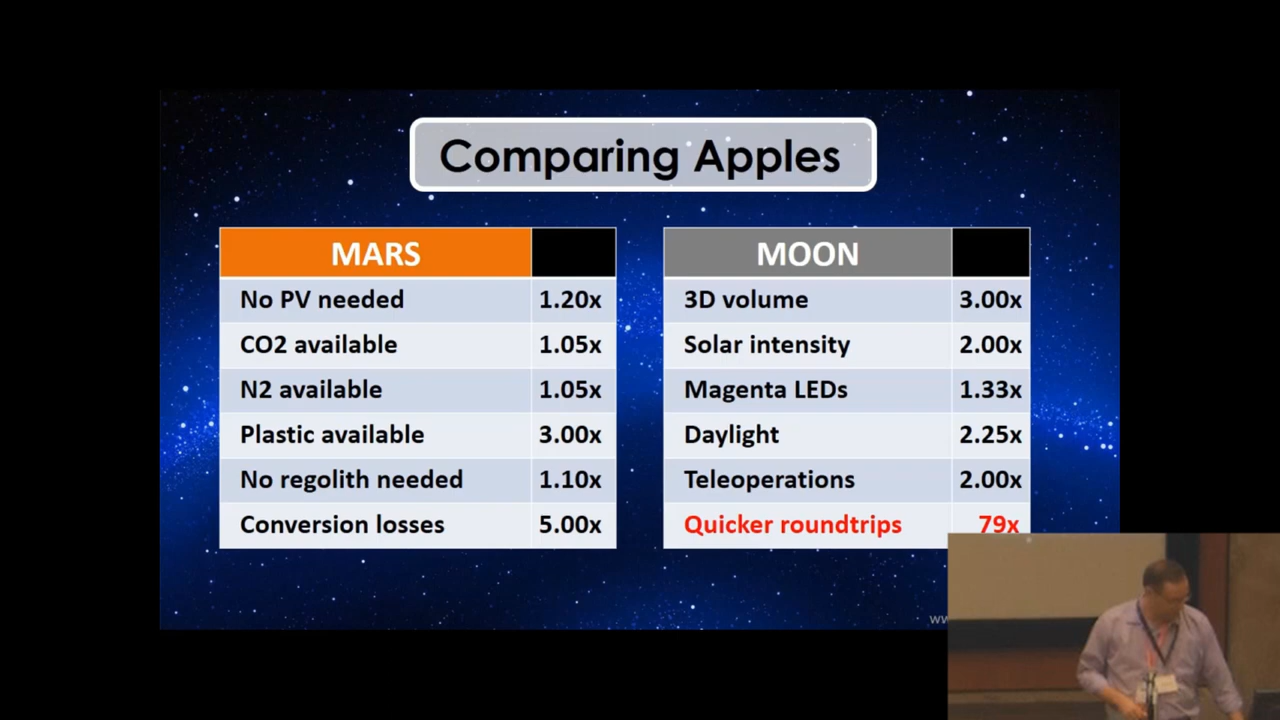 Comparing Apples
MARS
No PV needed 1.20x
CO2 available 1.05x
N2 available 1.05x
Plastic available 3.00x
No regolith needed 1.10x
Conversion losses 5.00x
MOON
3D volume 3.00x
Solar intensity 2.00x
Magenta LEDs 1.33x
Daylight 2.25x
Teleoperations 2.00x
Quicker roundtrips 79x